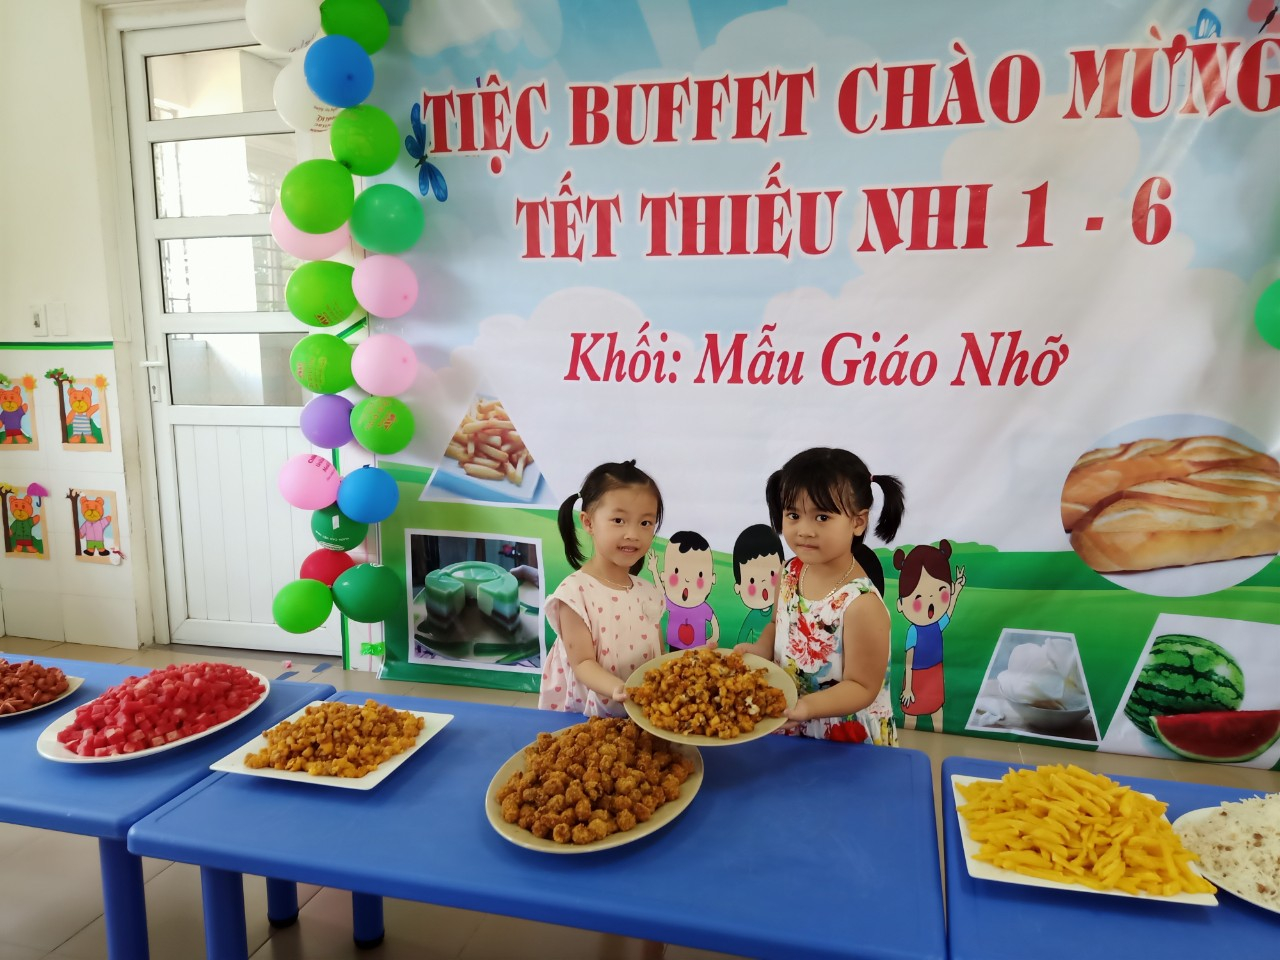 TIỆC BUFFET CHÀO MỪNG
TẾT THIẾU NHI 1 - 6
Khối: Mẫu Giáo Nhỡ